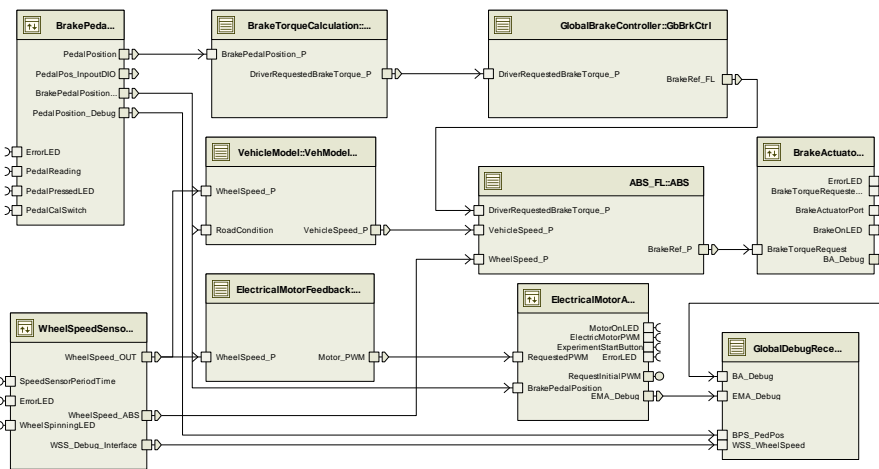 BrakePeda...
PedalPosition
PedalPos_InpoutDIO
BrakePedalPosition...
PedalPosition_Debug
ErrorLED
PedalReading
PedalPressedLED
PedalCalSwitch
BrakeTorqueCalculation::...
BrakePedalPosition_P
DriverRequestedBrakeTorque_P
GlobalBrakeController::GbBrkCtrl
DriverRequestedBrakeTorque_P
BrakeRef_FL
VehicleModel::VehModel...
WheelSpeed_P
RoadCondition
VehicleSpeed_P
ABS_FL::ABS
DriverRequestedBrakeTorque_P
VehicleSpeed_P
BrakeRef_P
WheelSpeed_P
BrakeActuato...
ErrorLED
BrakeTorqueRequeste...
BrakeActuatorPort
BrakeOnLED
BrakeTorqueRequest
BA_Debug
ElectricalMotorFeedback:...
WheelSpeed_P
Motor_PWM
ElectricalMotorA...
MotorOnLED
ElectricMotorPWM
ExperimentStartButton
RequestedPWM
ErrorLED
RequestInitialPWM
BrakePedalPosition
EMA_Debug
WheelSpeedSenso...
WheelSpeed_OUT
SpeedSensorPeriodTime
ErrorLED
WheelSpeed_ABS
WheelSpinningLED
WSS_Debug_Interface
GlobalDebugRece...
BA_Debug
EMA_Debug
BPS_PedPos
WSS_WheelSpeed